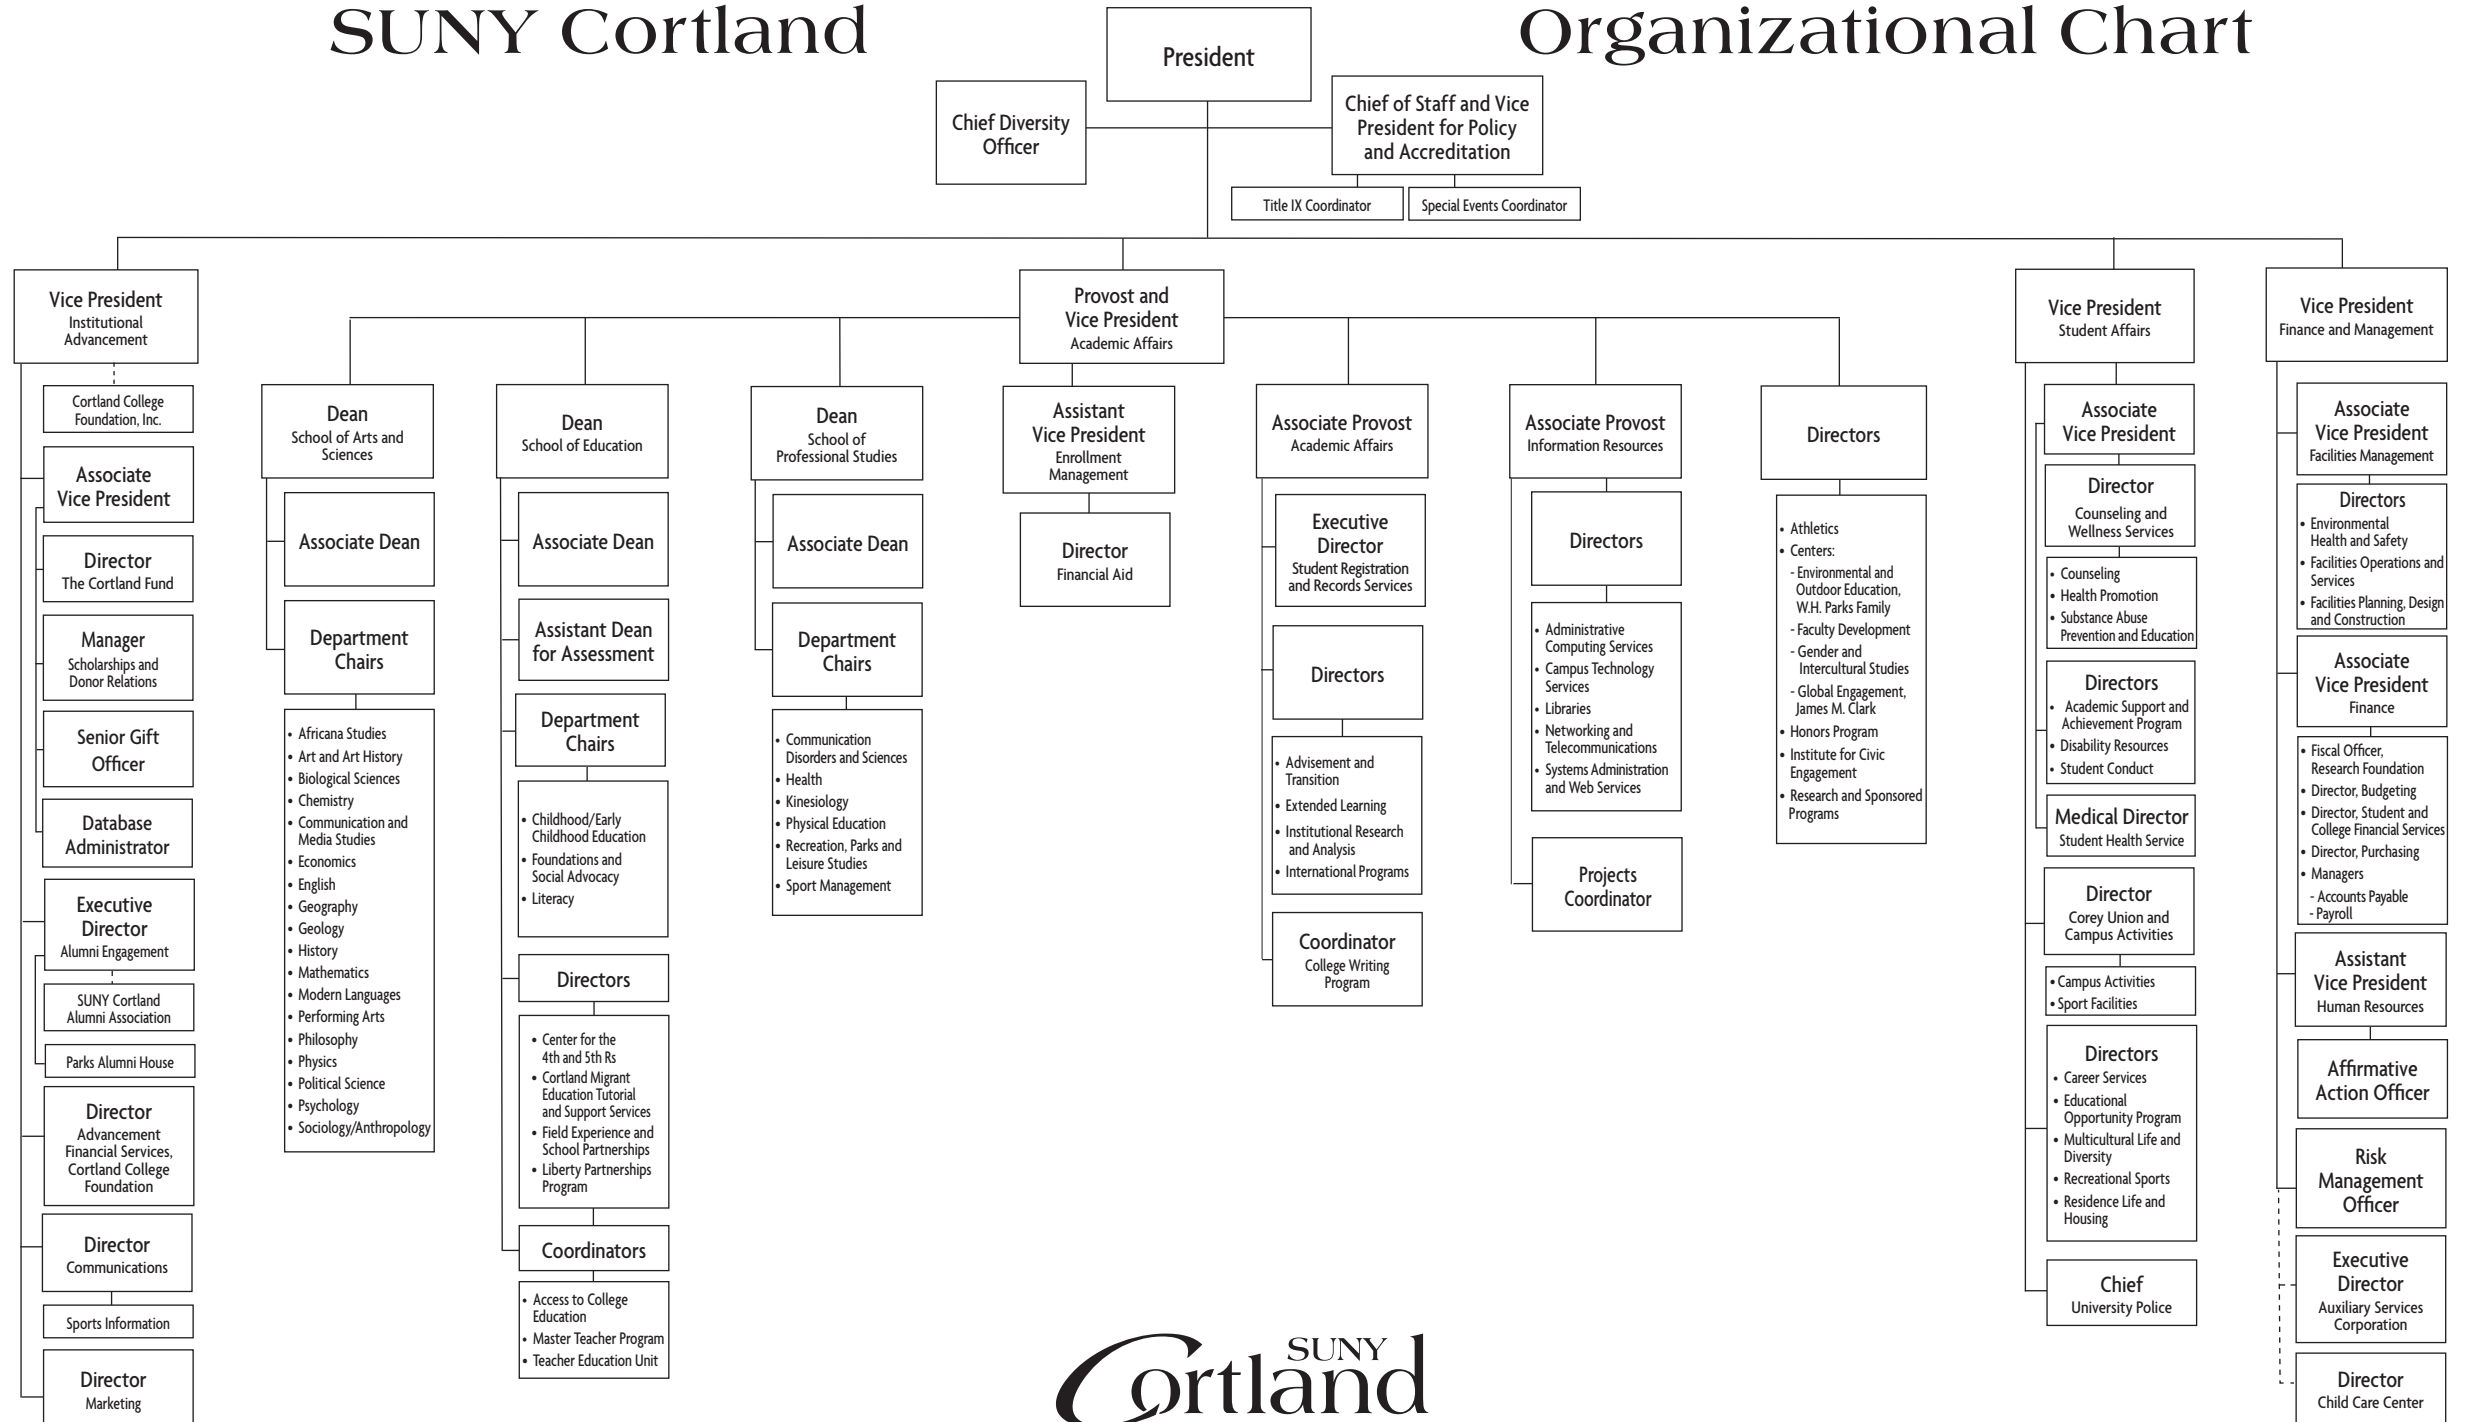 SUNY Cortland
Organizational Chart
President
Chief Diversity
Officer
Chief of Staff and Vice
President for Policy
and Accreditation
Title IX Coordinator
Special Events Coordinator
Vice President
Institutional
Advancement
Cortland College
Foundation, Inc.
Associate
Vice President
Director
The Cortland Fund
Manager
Scholarships and
Donor Relations
Senior Gift
Officer
Database
Administrator
Executive
Director
Alumni Engagement
SUNY Cortland
Alumni Association
Parks Alumni House
Director
Advancement
Financial Services,
Cortland College
Foundation
Director
Communications
Sports Information
Director
Marketing
Provost and
Vice President
Academic Affairs
Dean
School of Arts and
Sciences
Associate Dean
Department
Chairs
• Africana Studies
• Art and Art History
• Biological Sciences
• Chemistry
• Communication and
Media Studies
• Economics
• English
• Geography
• Geology
• History
• Mathematics
• Modern Languages
• Performing Arts
• Philosophy
• Physics
• Political Science
• Psychology
• Sociology/Anthropology
Dean
School of Education
Associate Dean
Assistant Dean
for Assessment
Department
Chairs
• Childhood/Early
Childhood Education
• Foundations and
Social Advocacy
• Literacy
Directors
• Center for the
4th and 5th Rs
• Cortland Migrant
Education Tutorial
and Support Services
• Field Experience and
School Partnerships
• Liberty Partnerships
Program
Coordinators
• Access to College
Education
• Master Teacher Program
• Teacher Education Unit
Dean
School of
Professional Studies
Associate Dean
Department
Chairs
• Communication
Disorders and Sciences
• Health
• Kinesiology
• Physical Education
• Recreation, Parks and
Leisure Studies
• Sport Management
Assistant
Vice President
Enrollment
Management
Director
Financial Aid
Associate Provost
Academic Affairs
Executive
Director
Student Registration
and Records Services
Directors
• Advisement and
Transition
• Extended Learning
• Institutional Research
and Analysis
• International Programs
Coordinator
College Writing
Program
Associate Provost
Information Resources
Directors
• Administrative
Computing Services
• Campus Technology
Services
• Libraries
• Networking and
Telecommunications
• Systems Administration
and Web Services
Projects
Coordinator
Directors
• Athletics
• Centers:
- Environmental and
Outdoor Education,
W.H. Parks Family
- Faculty Development
- Gender and
Intercultural Studies
- Global Engagement,
James M. Clark
• Honors Program
• Institute for Civic
Engagement
• Research and Sponsored
Programs
Vice President
Student Affairs
Associate
Vice President
Director
Counseling and
Wellness Services
• Counseling
• Health Promotion
• Substance Abuse
Prevention and Education
Directors
• Academic Support and
Achievement Program
• Disability Resources
• Student Conduct
Medical Director
Student Health Service
Director
Corey Union and
Campus Activities
• Campus Activities
• Sport Facilities
Directors
• Career Services
• Educational
Opportunity Program
• Multicultural Life and
Diversity
• Recreational Sports
• Residence Life and
Housing
Chief
University Police
Vice President
Finance and Management
Associate
Vice President
Facilities Management
Directors
• Environmental
Health and Safety
• Facilities Operations and
Services
• Facilities Planning, Design
and Construction
Associate
Vice President
Finance
• Fiscal Officer,
Research Foundation
• Director, Budgeting
• Director, Student and
College Financial Services
• Director, Purchasing
• Managers
- Accounts Payable
- Payroll
Assistant
Vice President
Human Resources
Affirmative
Action Officer
Risk
Management
Officer
Executive
Director
Auxiliary Services
Corporation
Director
Child Care Center
SUNY
Cortland